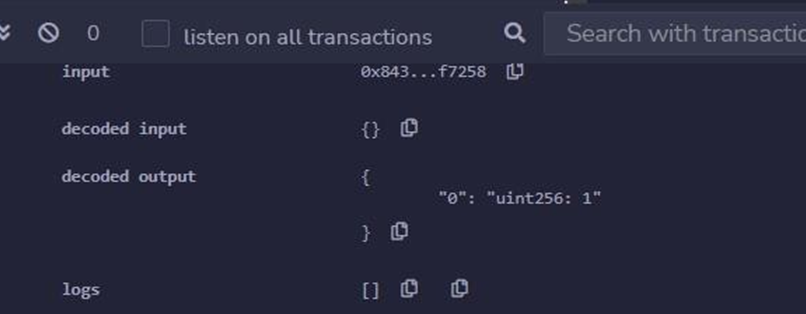 0 listen on all transactions Search with transactio
input 0x843...f7258
decoded input {}
decoded output {
"0": "uint256: 1"
}
logs []